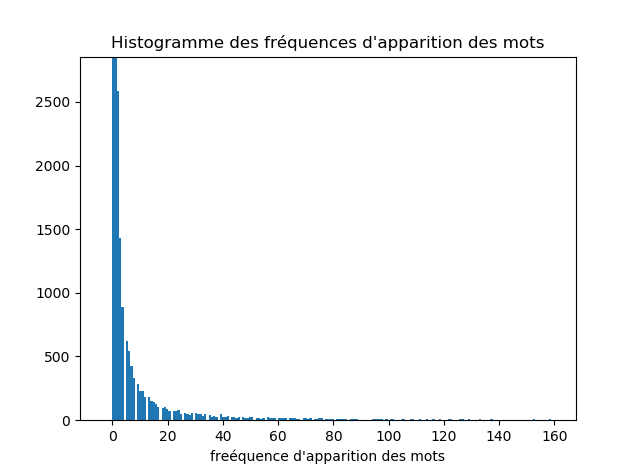 Histogramme des fréquences d'apparition des mots
2500
2000
1500
1000
500
0
0 20 40 60 80 100 120 140 160
freéquence d'apparition des mots